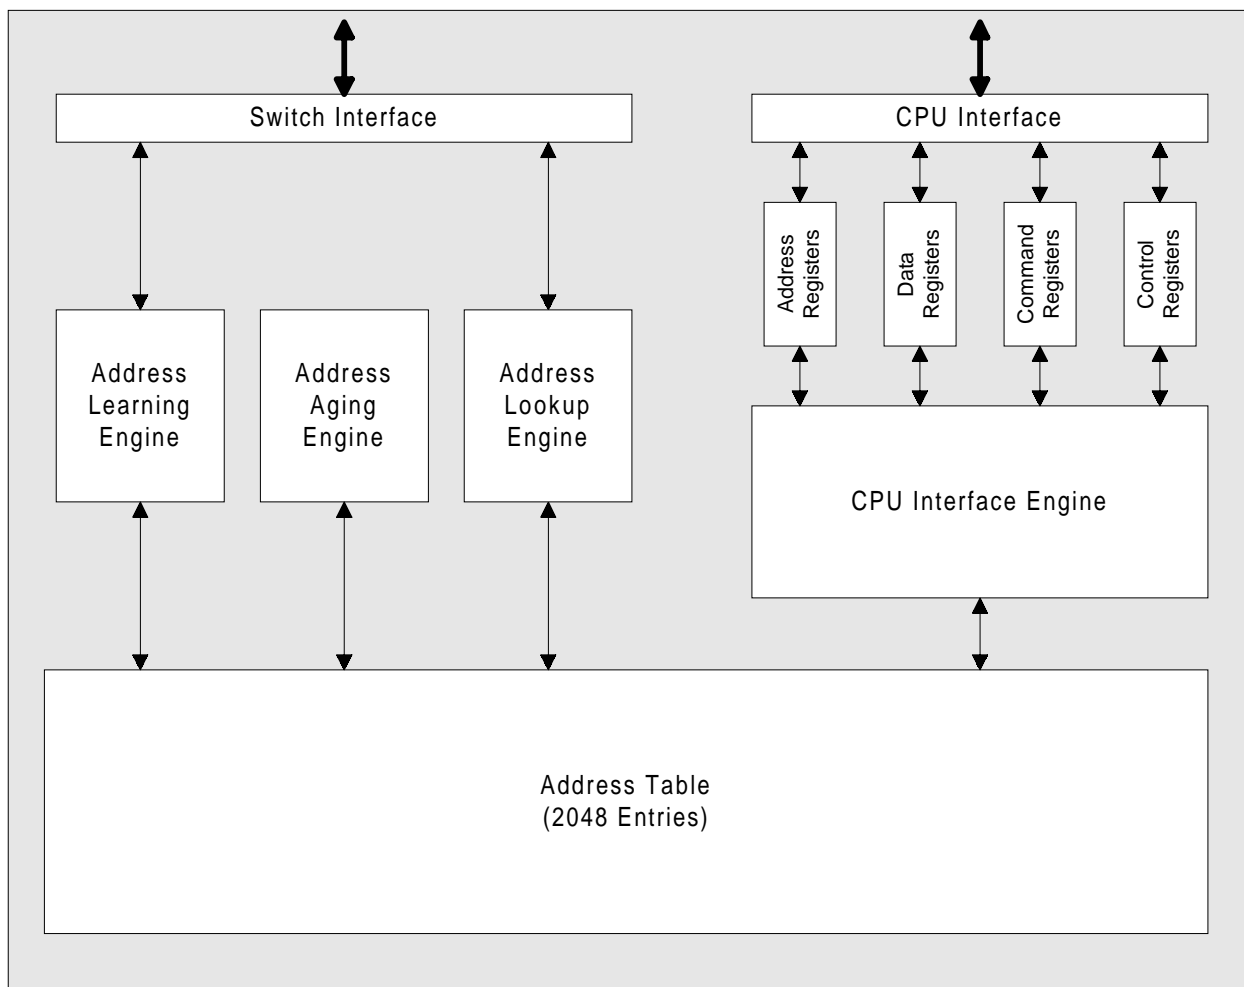 Switch Interface
CPU Interface
Address
Registers
Data
Registers
Command
Registers
Control
Registers
Address
Learning
Engine
Address
Aging
Engine
Address
Lookup
Engine
CPU Interface Engine
Address Table
(2048 Entries)